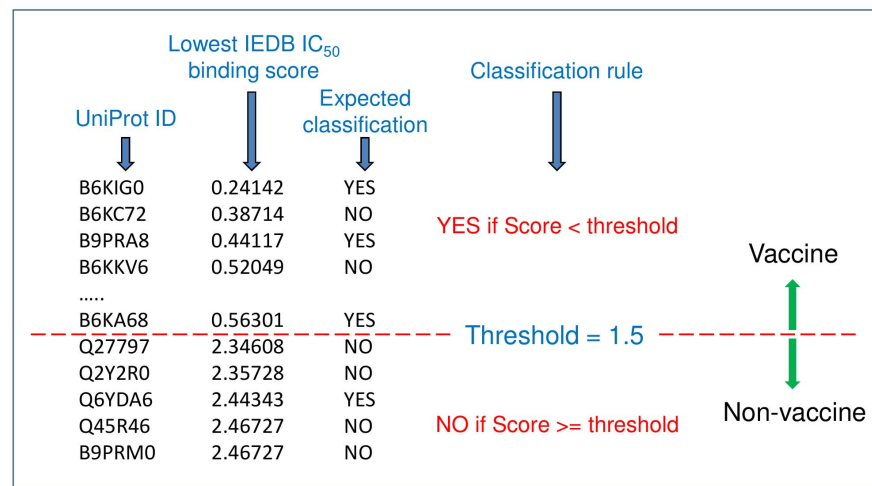 Lowest IEDB IC50
binding score
Classification rule
UniProt ID
Expected
classification
B6KIG0 0.24142 YES
B6KC72 0.38714 NO
B9PRA8 0.44117 YES
B6KKV6 0.52049 NO
.....
B6KA68 0.56301 YES
Q27797 2.34608 NO
Q2Y2R0 2.35728 NO
Q6YDA6 2.44343 YES
Q45R46 2.46727 NO
B9PRM0 2.46727 NO
YES if Score < threshold
Threshold = 1.5
NO if Score >= threshold
Vaccine
Non-vaccine